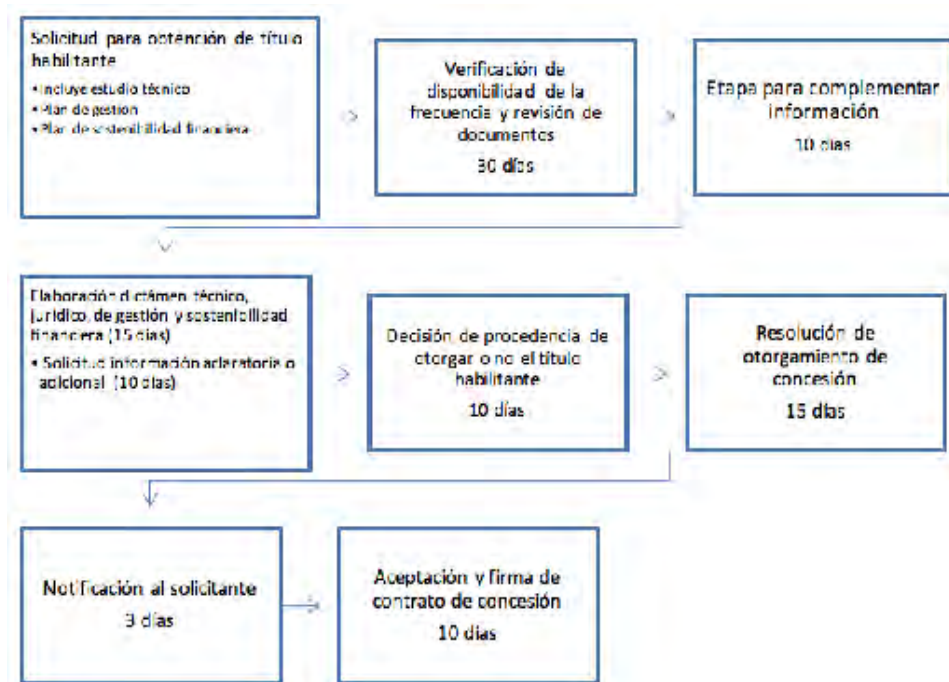 Solicitud para obtención de título
habilitante
• Incluye estudio técnico
• Plan de gestión
• Plan de sostenibilidad financiera
Verificación de
disponibilidad de la
frecuencia y revisión de
documentos
30 días
Etapa para complementar
información
10 días
Elaboración dictámen técnico,
jurídico, de gestión y sostenibilidad
financiera (15 días)
• Solicitud información aclaratoria o
adicional (10 días)
Decisión de procedencia de
otorgar o no el título
habilitante
10 días
Resolución de
otorgamiento de
concesión
15 días
Notificación al solicitante
3 días
Aceptación y firma de
contrato de concesión
10 días